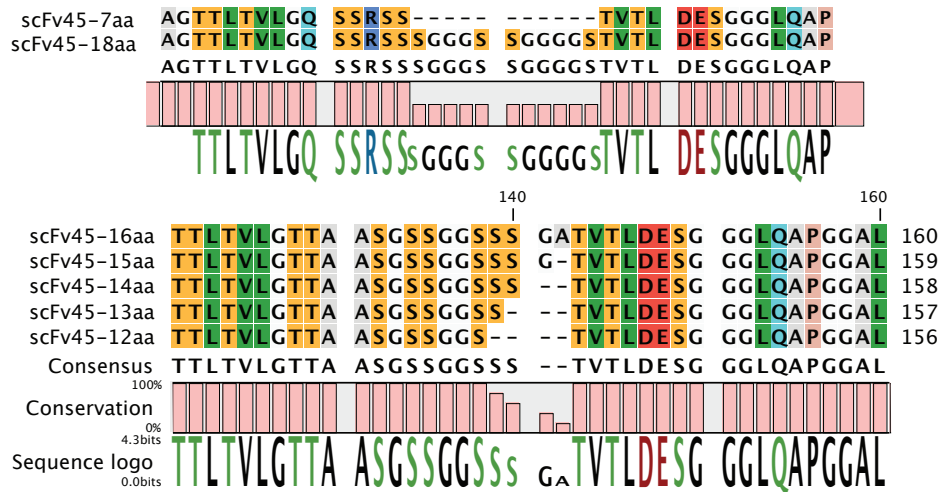 scFv45-7aa AGTTLTVLGQ SSRSS----- ------TVTL DESGGGLQAP
scFv45-18aa AGTTLTVLGQ SSRSSSGGGS SGGGGSTVTL DESGGGLQAP
AGTTLTVLGQ SSRSSSGGGS SGGGGSTVTL DESGGGLQAP
TTLTVLGQ SSRSSsGGGs sGGGGsTVTL DESGGGLQAP
140 160
scFv45-16aa TTLTVLGTTA ASGSSGGSSS GATVTLDESG GGLQAPGGAL 160
scFv45-15aa TTLTVLGTTA ASGSSGGSSS G-TVTLDESG GGLQAPGGAL 159
scFv45-14aa TTLTVLGTTA ASGSSGGSSS --TVTLDESG GGLQAPGGAL 158
scFv45-13aa TTLTVLGTTA ASGSSGGSS- --TVTLDESG GGLQAPGGAL 157
scFv45-12aa TTLTVLGTTA ASGSSGGS-- --TVTLDESG GGLQAPGGAL 156
Consensus TTLTVLGTTA ASGSSGGSSS --TVTLDESG GGLQAPGGAL
100%
Conservation
0%
4.3bits
Sequence logo TTLTVLGTTA ASGSSGGSSs GATVTLDESG GGLQAPGGAL
0.0bits